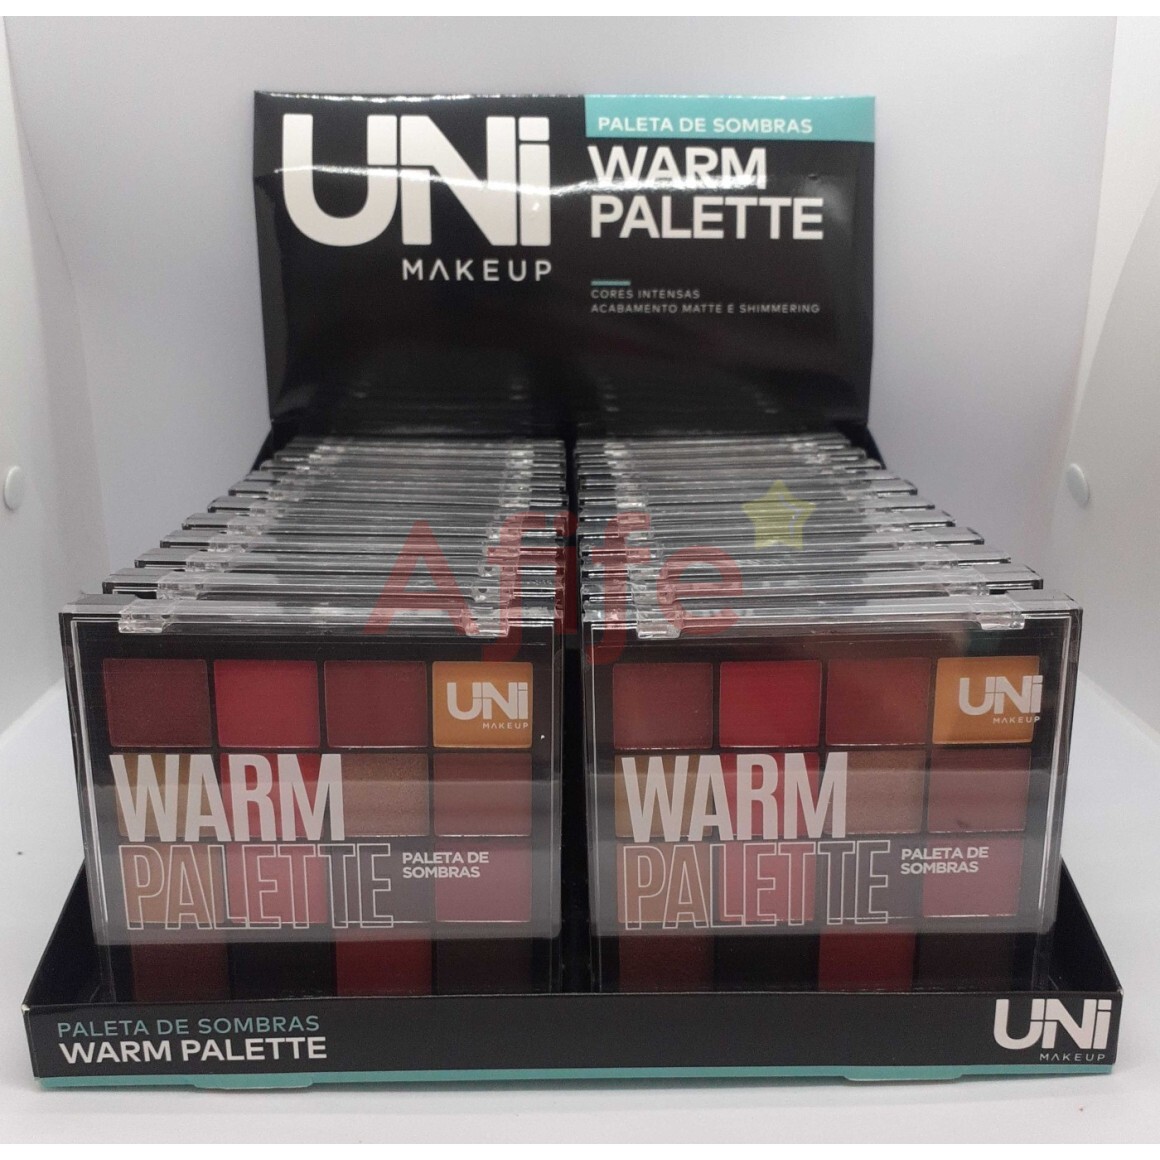 UNi
MAKEUP
PALETA DE SOMBRAS
WARM
PALETTE
CORES INTENSAS
ACABAMENTO MATTE E SHIMMERING
Afife
UNi
MAKEUP
WARM
PALETTE
PALETA DE
SOMBRAS
UNi
MAKEUP
WARM
PALETTE
PALETA DE
SOMBRAS
PALETA DE SOMBRAS
WARM PALETTE
UNi
MAKEUP